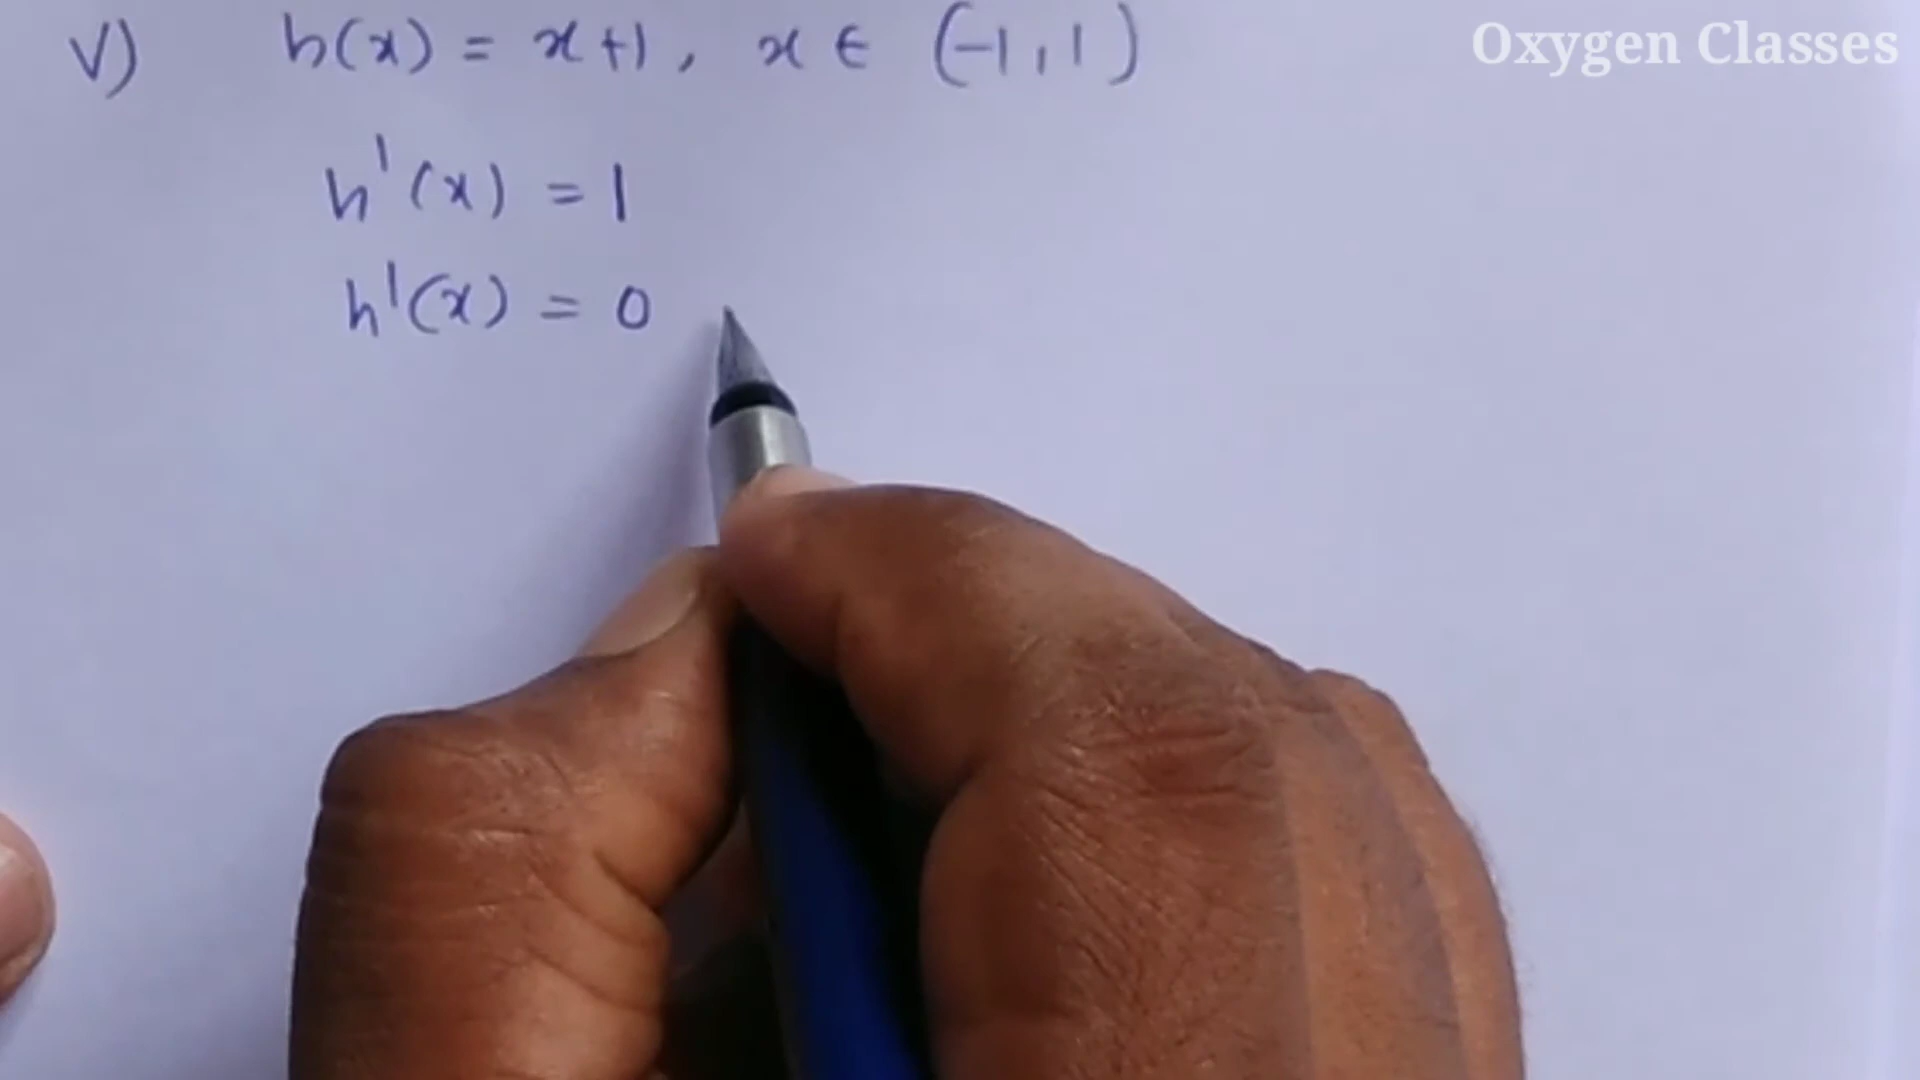 V) h(x) = x+1, x ∈ (-1, 1)
Oxygen Classes
h'(x) = 1
h'(x) = 0